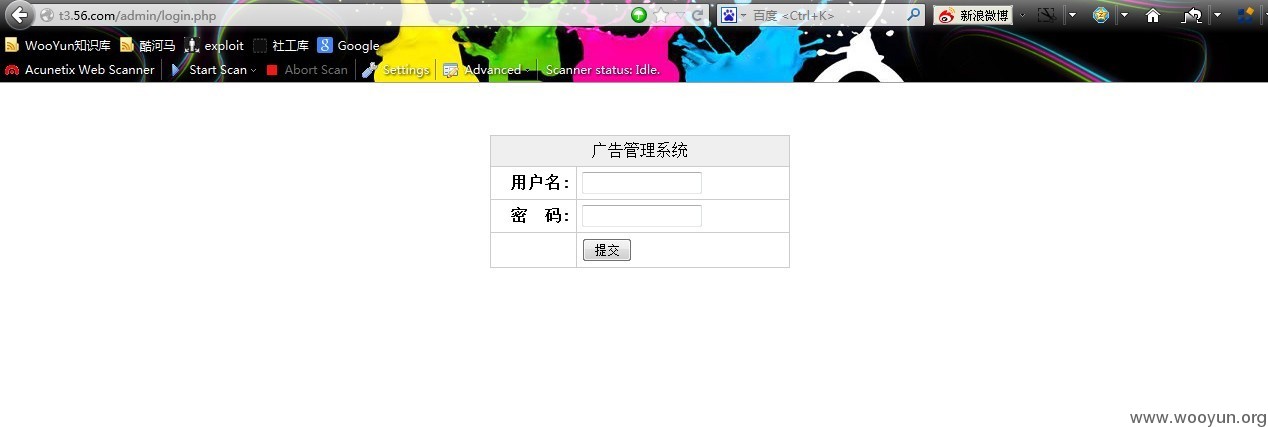 t3.56.com/admin/login.php
百度 <Ctrl+K>
新浪微博
WooYun知识库 酷河马 exploit 社工库 Google
Acunetix Web Scanner Start Scan Abort Scan Settings Advanced Scanner status: Idle.
广告管理系统
用户名:
密 码:
提交
www.wooyun.org